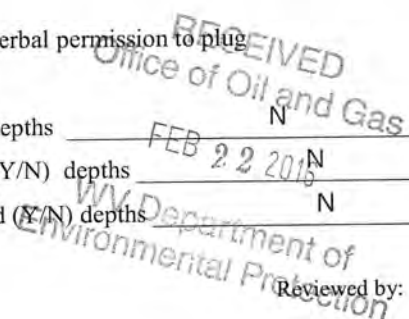 erbal permission to plug
RECEIVED
Office of Oil and Gas
epths N
FEB 22 2016
Y/N) depths N
d (Y/N) depths N
WV Department of
Environmental Protection
Reviewed by: